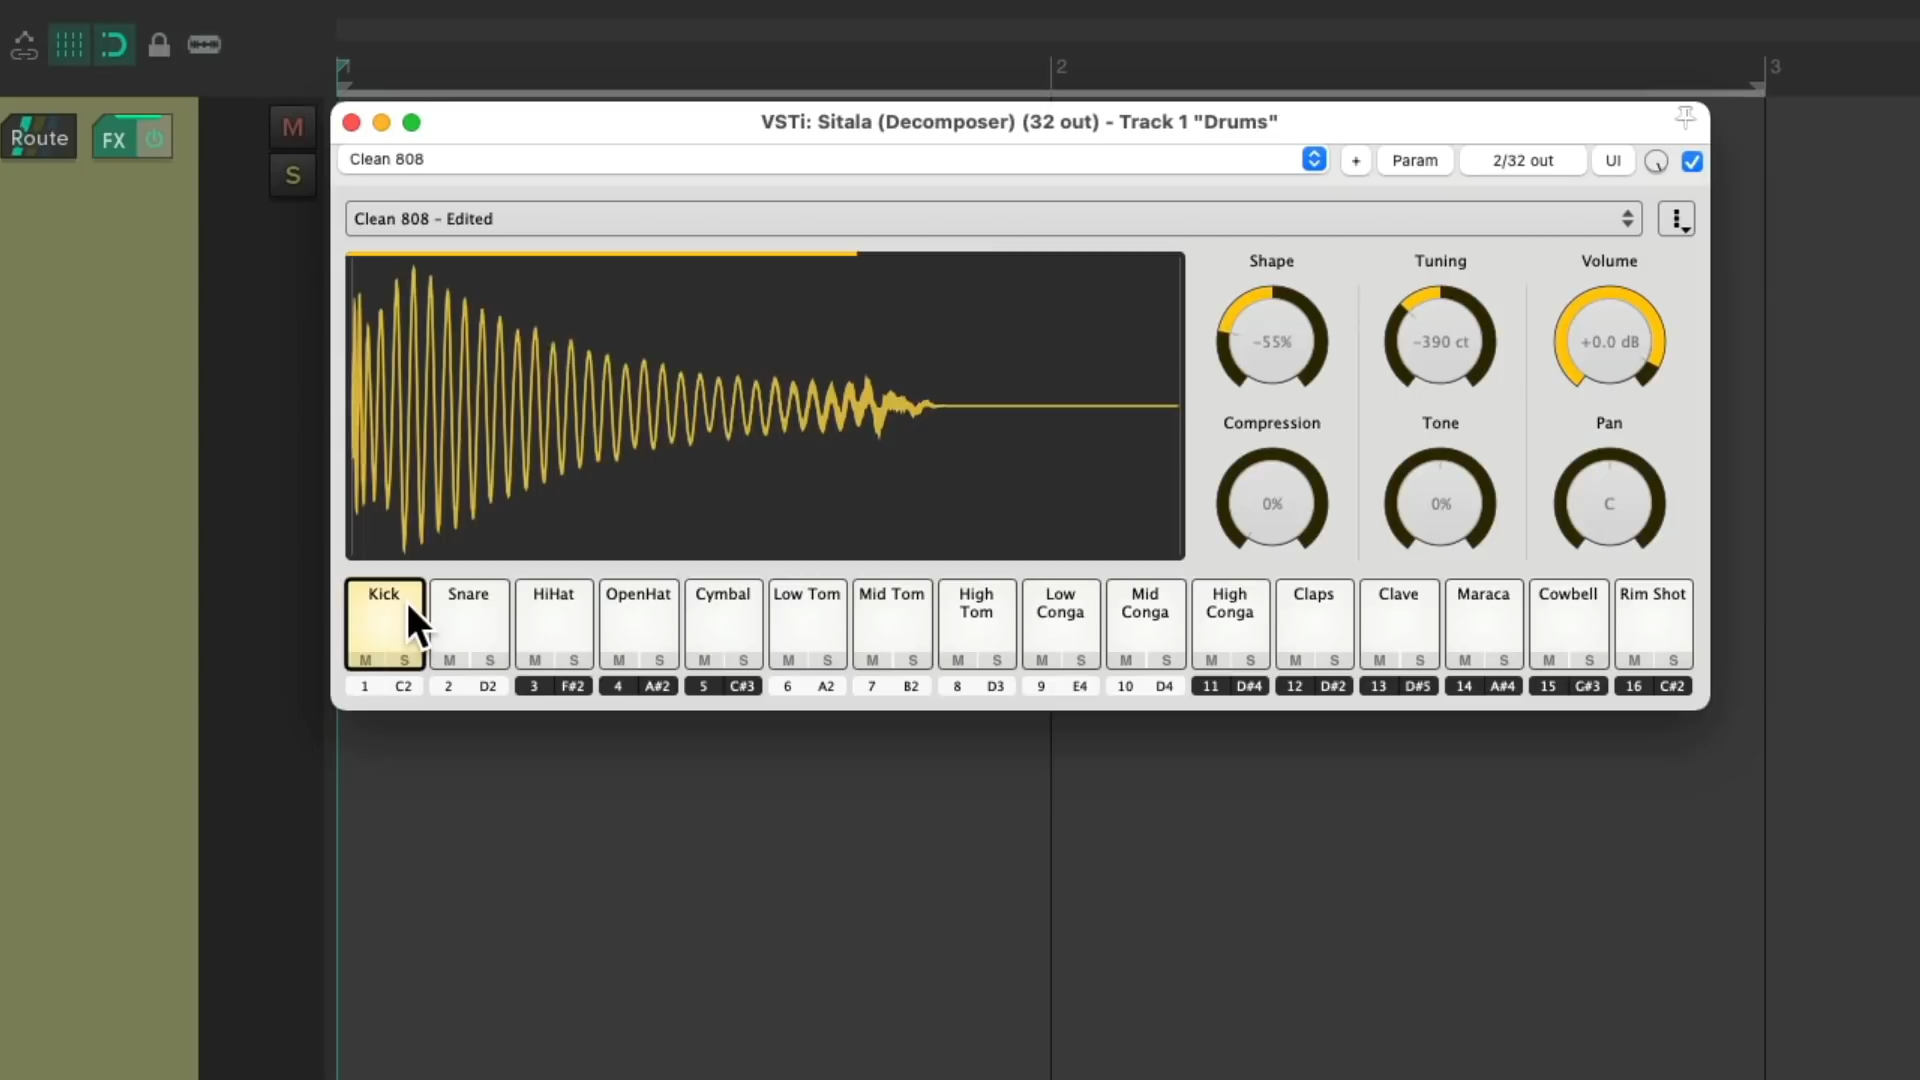 1
2
3
Route
FX
M
S
VSTi: Sitala (Decomposer) (32 out) - Track 1 "Drums"
Clean 808
+
Param
2/32 out
UI
Clean 808 - Edited
Shape
Tuning
Volume
-55%
-390 ct
+0.0 dB
Compression
Tone
Pan
0%
0%
C
Kick
Snare
HiHat
OpenHat
Cymbal
Low Tom
Mid Tom
High
Tom
Low
Conga
Mid
Conga
High
Conga
Claps
Clave
Maraca
Cowbell
Rim Shot
M S M S M S M S M S M S M S M S M S M S M S M S M S M S M S M S
1 C2 2 D2 3 F#2 4 A#2 5 C#3 6 A2 7 B2 8 D3 9 E4 10 D4 11 D#4 12 D#2 13 D#5 14 A#4 15 G#3 16 C#2